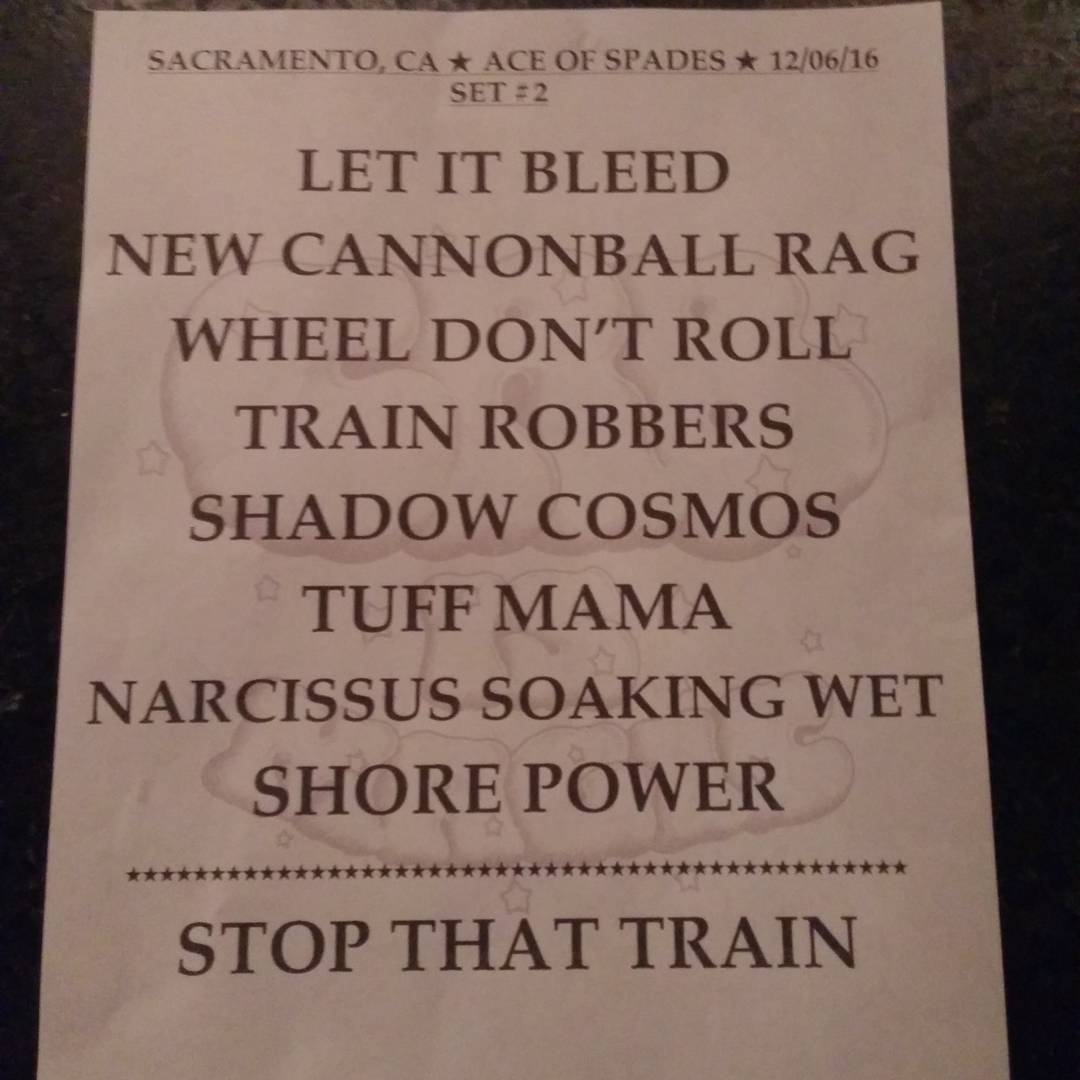 SACRAMENTO, CA ★ ACE OF SPADES ★ 12/06/16
SET #2
LET IT BLEED
NEW CANNONBALL RAG
WHEEL DON'T ROLL
TRAIN ROBBERS
SHADOW COSMOS
TUFF MAMA
NARCISSUS SOAKING WET
SHORE POWER
STOP THAT TRAIN